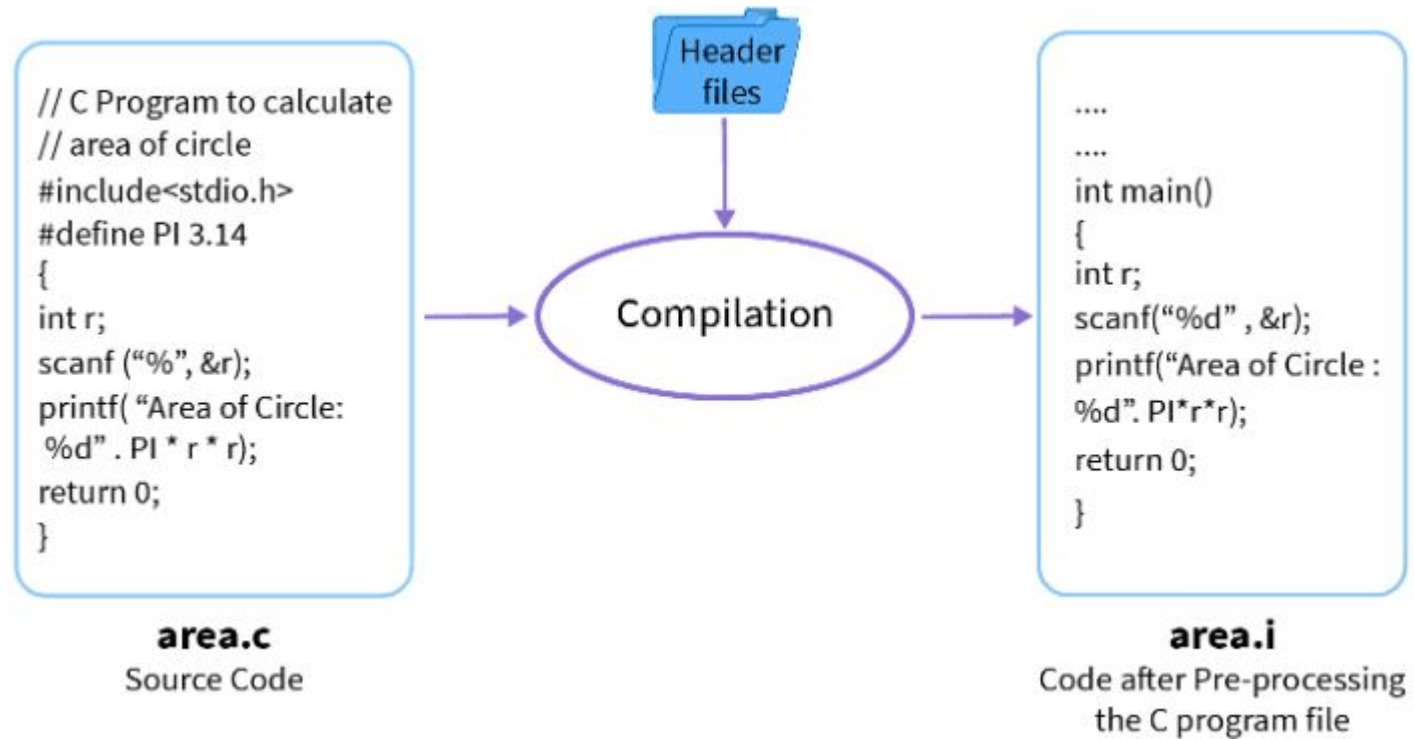 // C Program to calculate
// area of circle
#include<stdio.h>
#define PI 3.14
{
int r;
scanf (“%”, &r);
printf( “Area of Circle:
%d” . PI * r * r);
return 0;
}
area.c
Source Code
Header
files
Compilation
....
....
int main()
{
int r;
scanf(“%d” , &r);
printf(“Area of Circle :
%d”. PI*r*r);
return 0;
}
area.i
Code after Pre-processing
the C program file